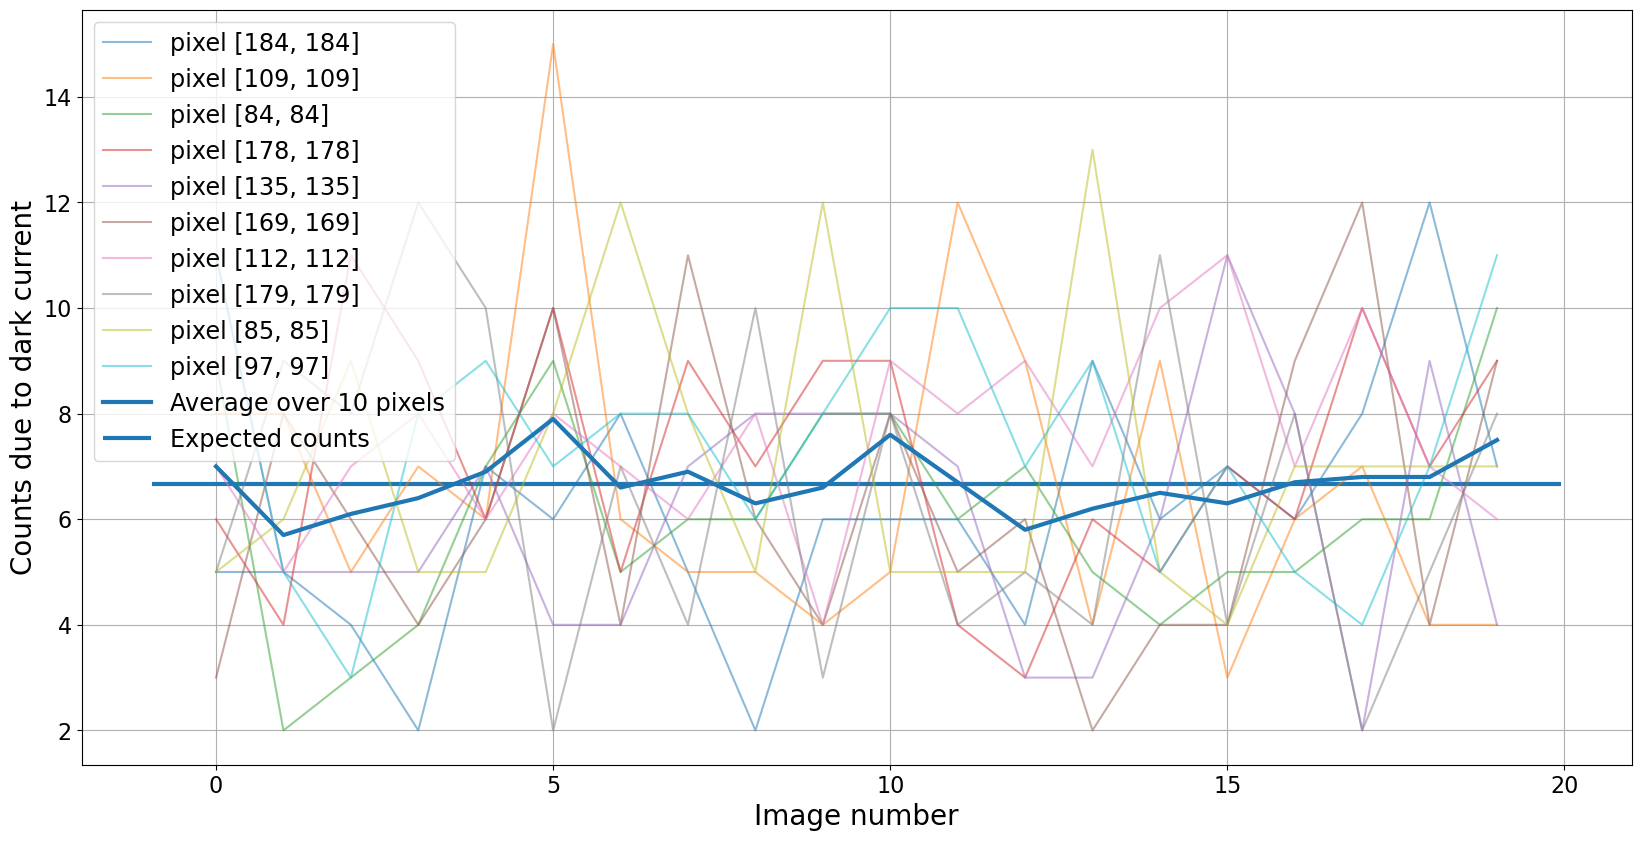 pixel [184, 184]
pixel [109, 109]
pixel [84, 84]
pixel [178, 178]
pixel [135, 135]
pixel [169, 169]
pixel [112, 112]
pixel [179, 179]
pixel [85, 85]
pixel [97, 97]
Average over 10 pixels
Expected counts
Counts due to dark current
14
12
10
8
6
4
2
0 5 10 15 20
Image number